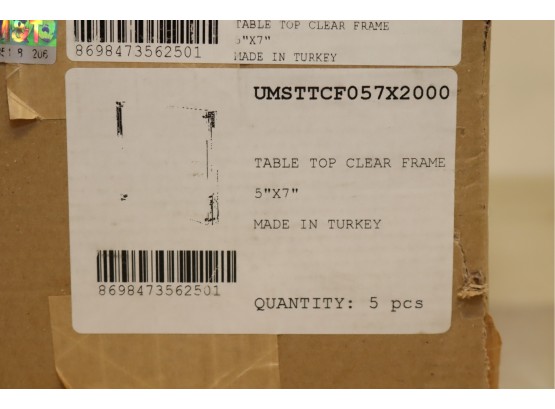 TABLE TOP CLEAR FRAME
5"X7"
8698473562501
MADE IN TURKEY
206
UMSTTCF057X2000
TABLE TOP CLEAR FRAME
5"X7"
MADE IN TURKEY
8698473562501
QUANTITY: 5 pcs